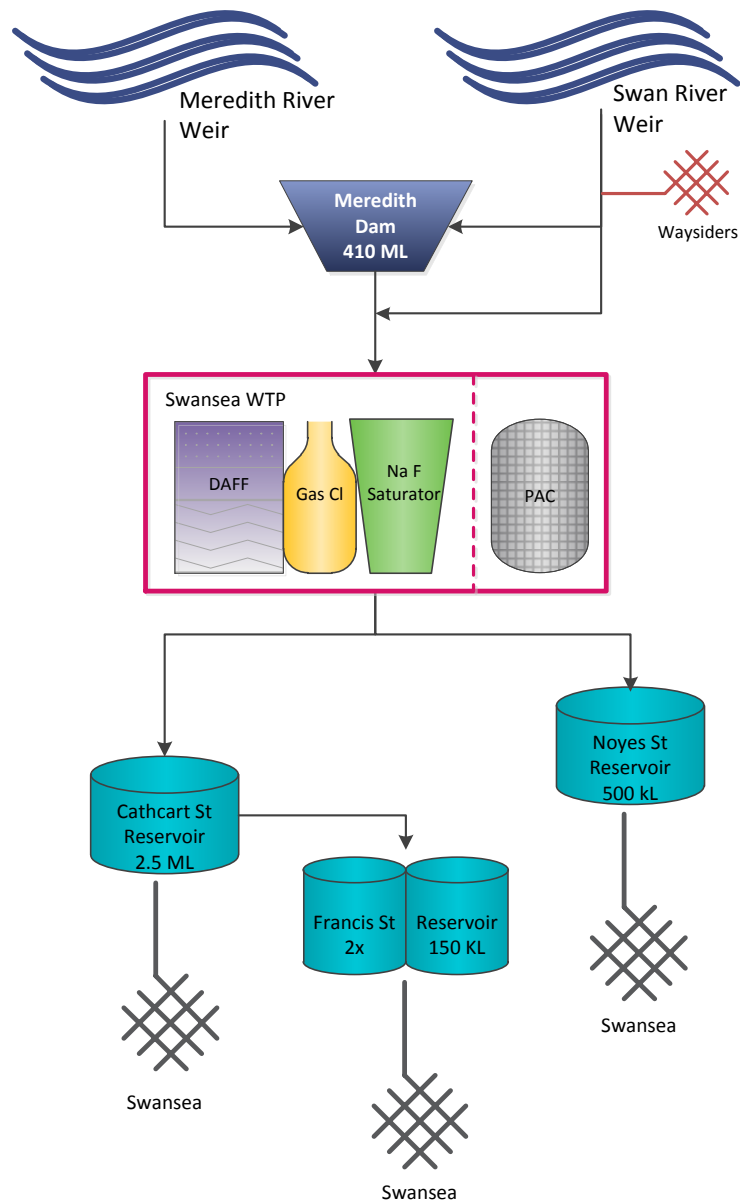 Meredith River
Weir
Swan River
Weir
Meredith
Dam
410 ML
Waysiders
Swansea WTP
DAFF
Gas Cl
Na F
Saturator
PAC
Noyes St
Reservoir
500 kL
Cathcart St
Reservoir
2.5 ML
Francis St
2x
Reservoir
150 KL
Swansea
Swansea
Swansea